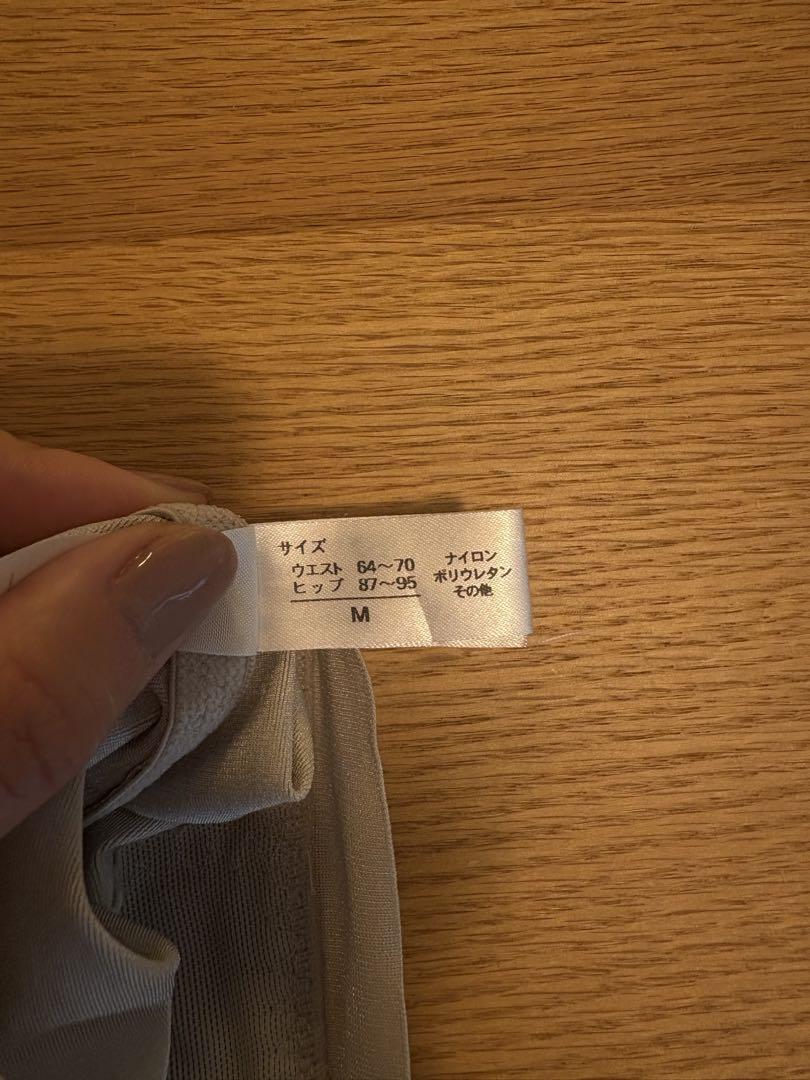 サイズ
ウエスト 64～70
ヒップ 87～95
M
ナイロン
ポリウレタン
その他